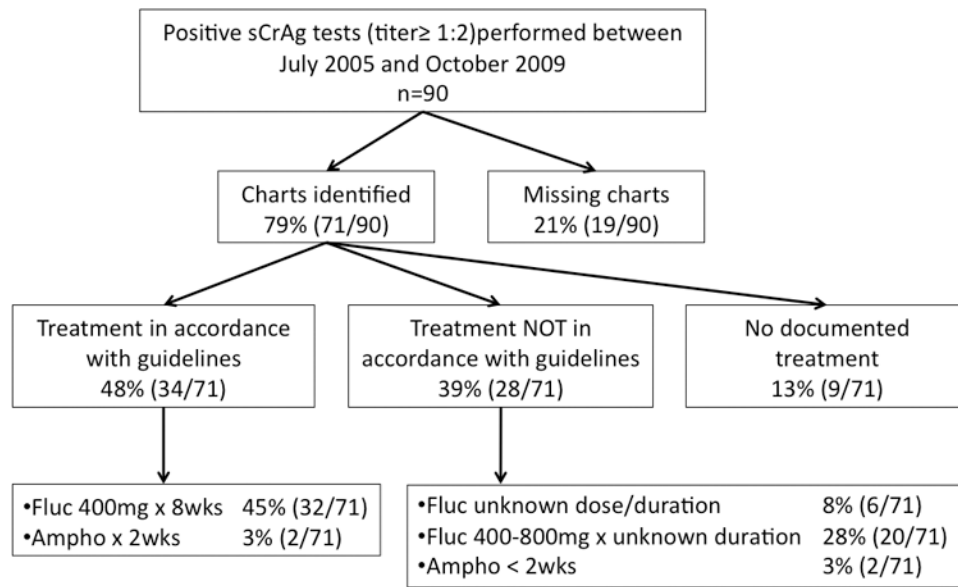 Positive sCrAg tests (titer≥ 1:2)performed between
July 2005 and October 2009
n=90
Charts identified
79% (71/90)
Missing charts
21% (19/90)
Treatment in accordance
with guidelines
48% (34/71)
Treatment NOT in
accordance with guidelines
39% (28/71)
No documented
treatment
13% (9/71)
•Fluc 400mg x 8wks 45% (32/71)
•Ampho x 2wks 3% (2/71)
•Fluc unknown dose/duration 8% (6/71)
•Fluc 400-800mg x unknown duration 28% (20/71)
•Ampho < 2wks 3% (2/71)